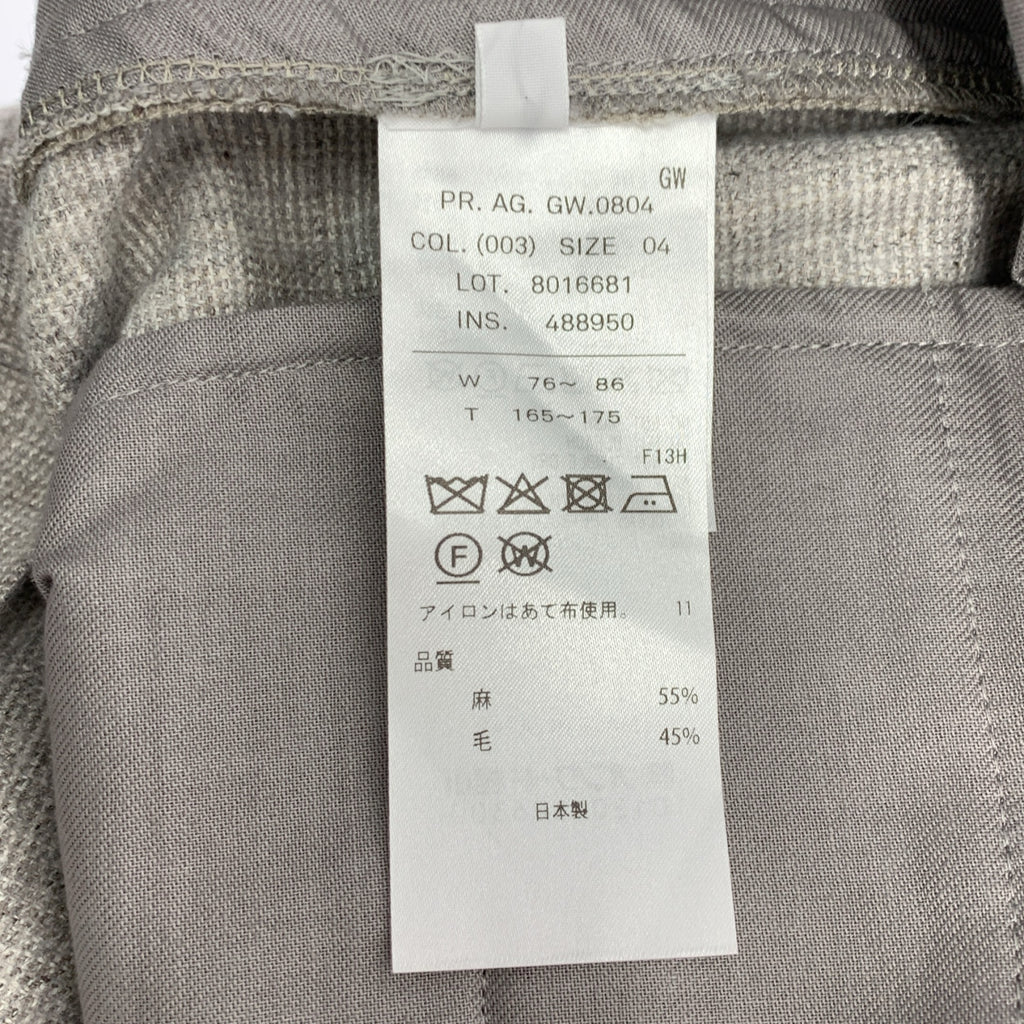 GW
PR. AG. GW.0804
COL. (003) SIZE 04
LOT. 8016681
INS. 488950
W 76～ 86
T 165～175
F13H
F
W
アイロンはあて布使用。 11
品質
麻 55%
毛 45%
日本製